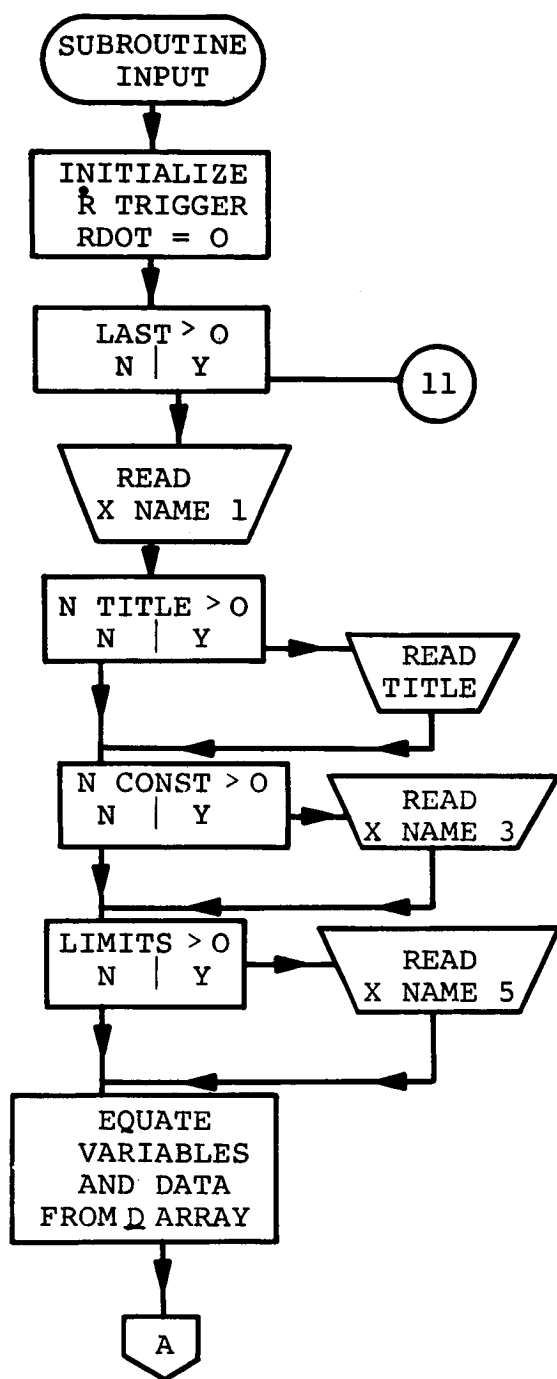 SUBROUTINE
INPUT
INITIALIZE
Ṙ TRIGGER
RDOT = O
LAST > O
N | Y
11
READ
X NAME 1
N TITLE > O
N | Y
READ
TITLE
N CONST > O
N | Y
READ
X NAME 3
LIMITS > O
N | Y
READ
X NAME 5
EQUATE
VARIABLES
AND DATA
FROM D ARRAY
A